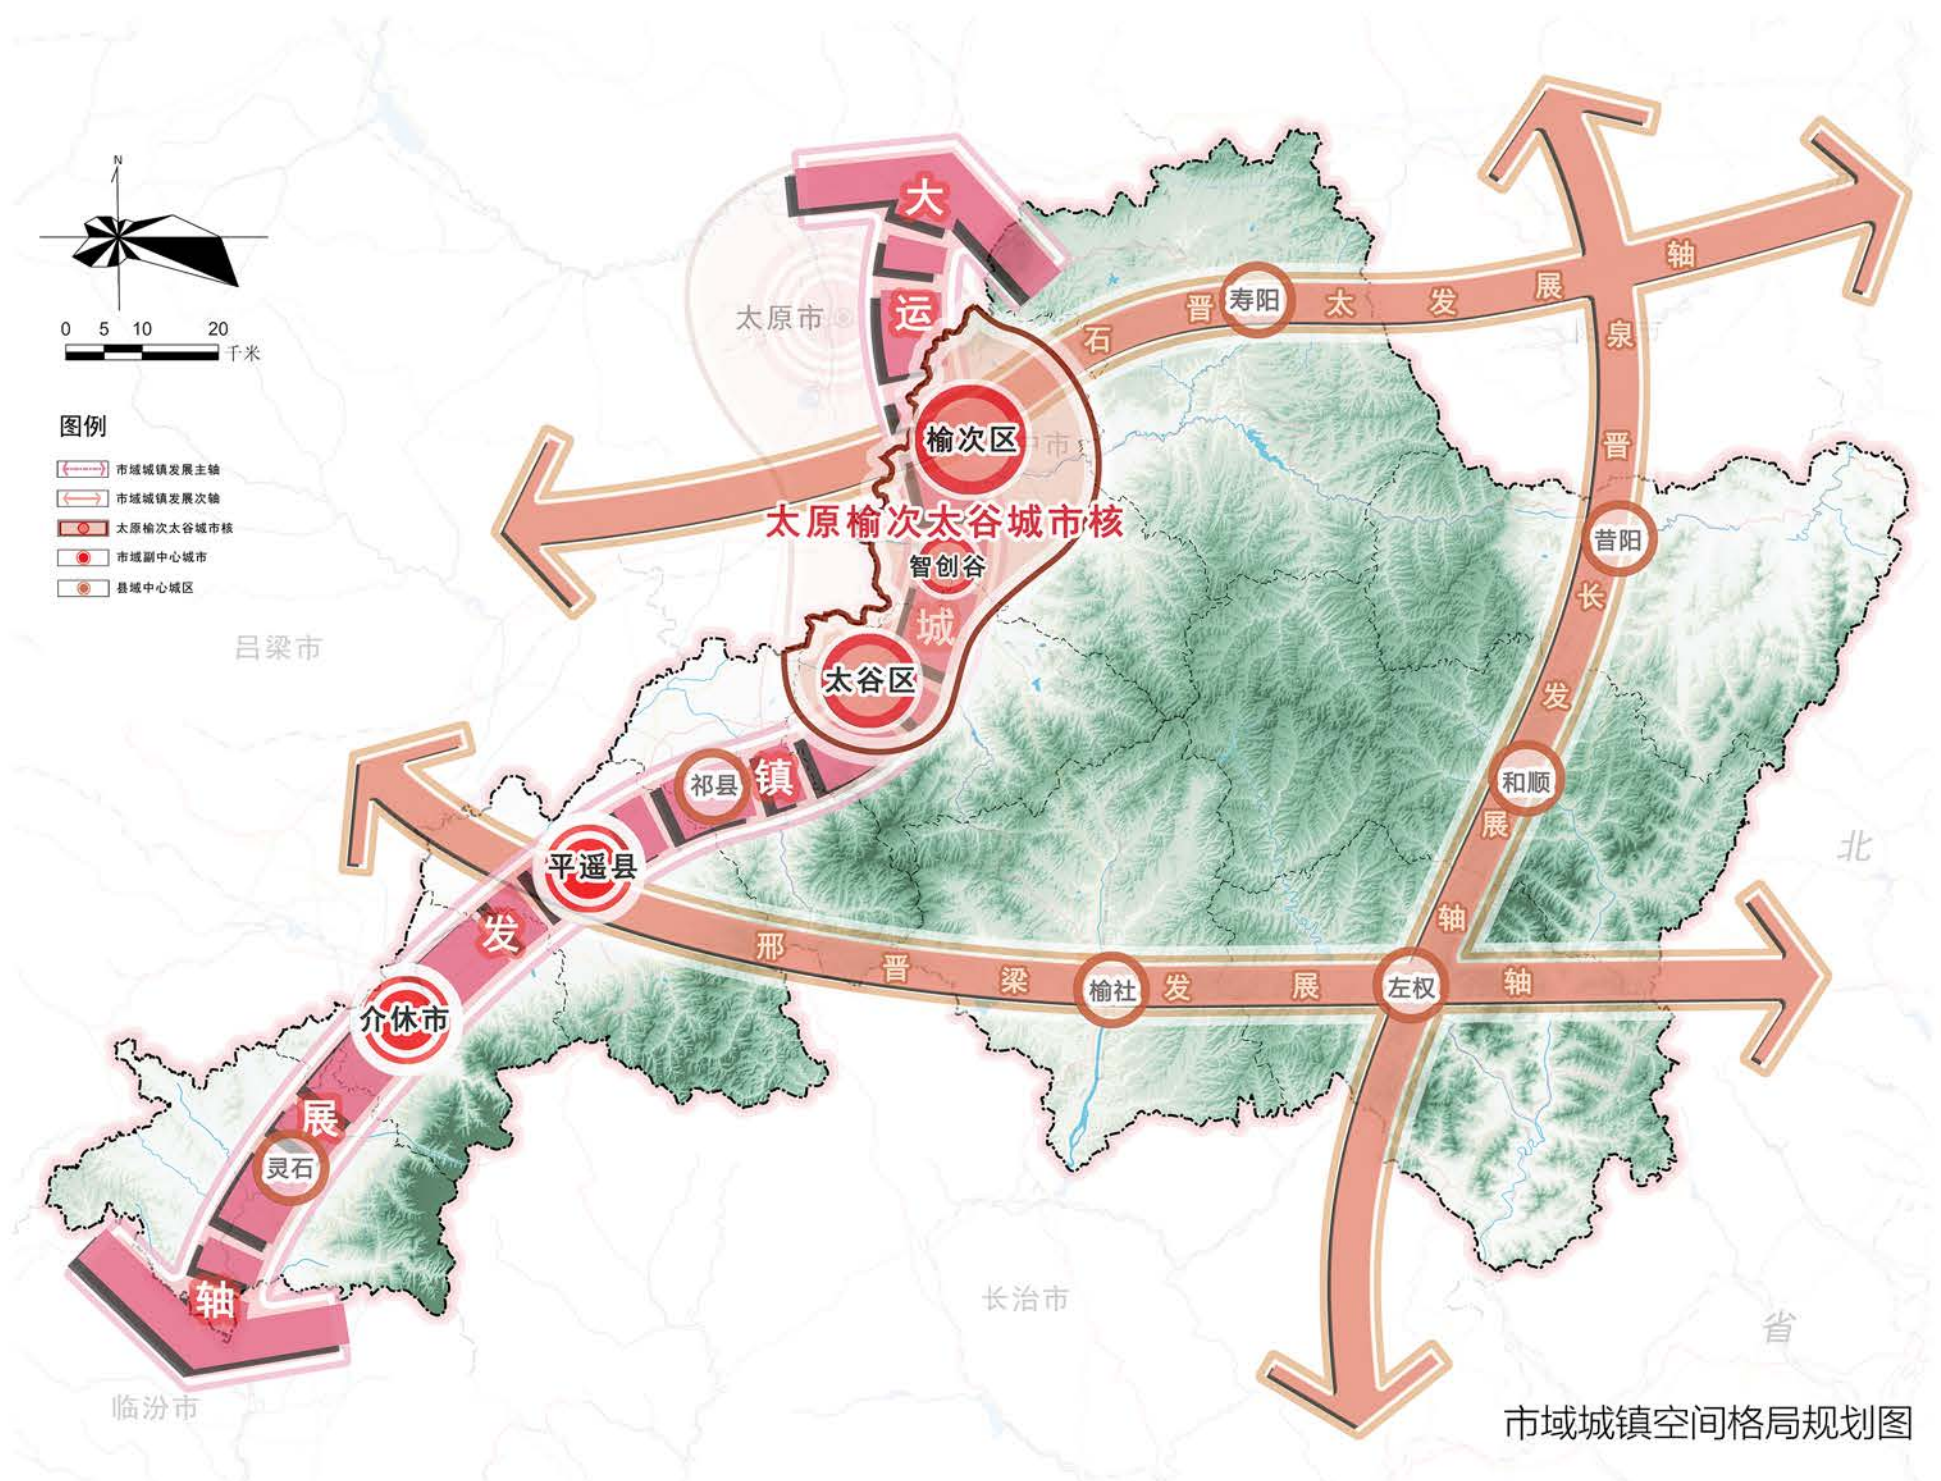 N
0 5 10 20
千米
图例
市域城镇发展主轴
市域城镇发展次轴
太原榆次太谷城市核
市域副中心城市
县域中心城区
大运城镇发展轴
石晋太发展轴
泉晋长发展轴
邢晋梁发展轴
太原市
寿阳
榆次区
中市
太原榆次太谷城市核
智创谷
昔阳
太谷区
吕梁市
祁县
和顺
平遥县
北
榆社
左权
介休市
灵石
长治市
省
临汾市
市域城镇空间格局规划图